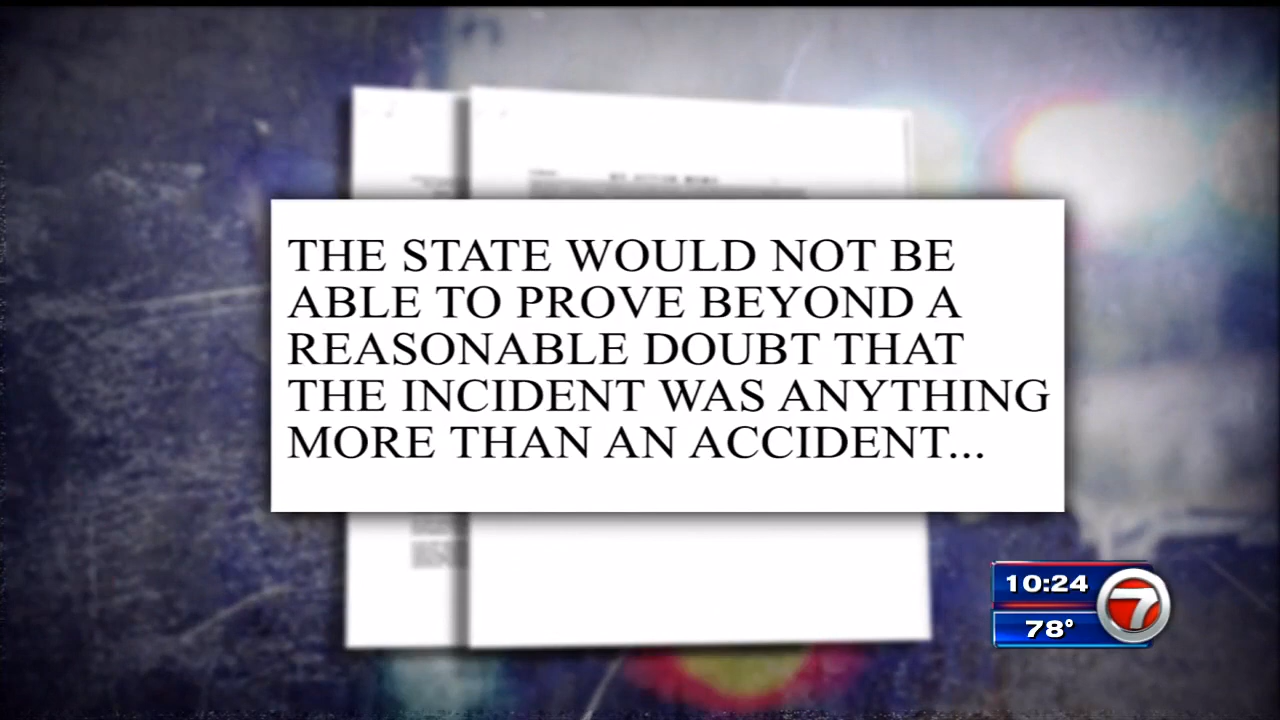 THE STATE WOULD NOT BE
ABLE TO PROVE BEYOND A
REASONABLE DOUBT THAT
THE INCIDENT WAS ANYTHING
MORE THAN AN ACCIDENT...
10:24
7
78°